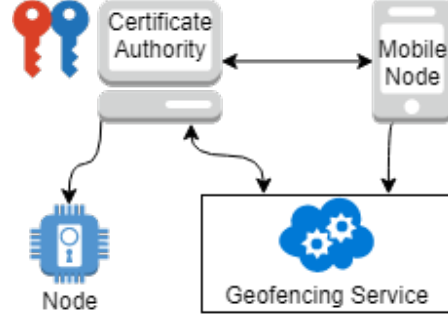 Certificate
Authority
Mobile
Node
Node
Geofencing Service